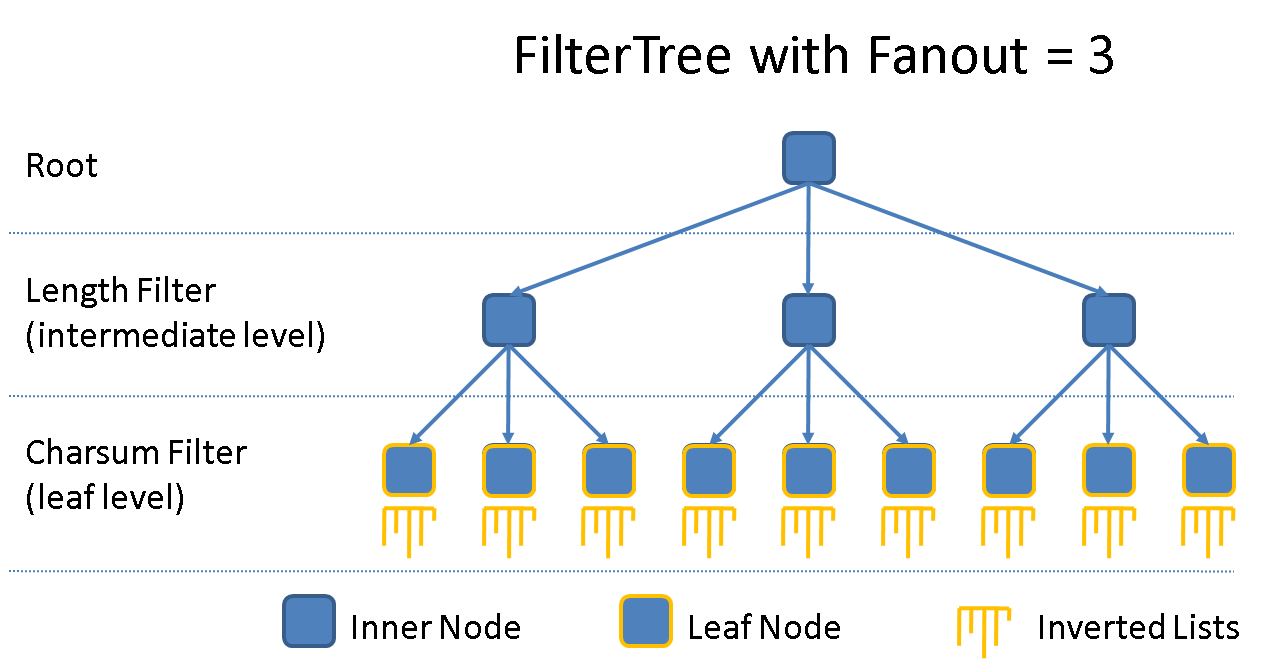 FilterTree with Fanout = 3
Root
Length Filter
(intermediate level)
Charsum Filter
(leaf level)
Inner Node
Leaf Node
Inverted Lists